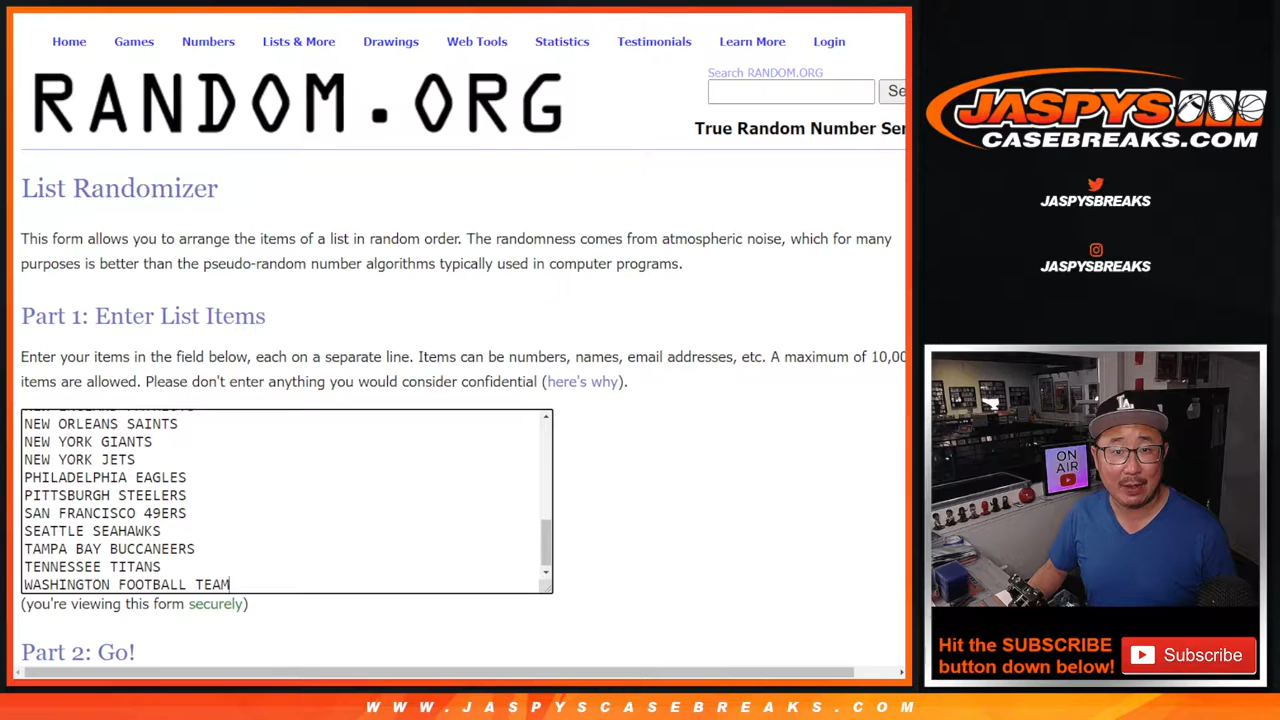 Home Games Numbers Lists & More Drawings Web Tools Statistics Testimonials Learn More Login
RANDOM.ORG
Search RANDOM.ORG
Se
True Random Number Ser
List Randomizer
This form allows you to arrange the items of a list in random order. The randomness comes from atmospheric noise, which for many
purposes is better than the pseudo-random number algorithms typically used in computer programs.
Part 1: Enter List Items
Enter your items in the field below, each on a separate line. Items can be numbers, names, email addresses, etc. A maximum of 10,00
items are allowed. Please don't enter anything you would consider confidential (here's why).
NEW ORLEANS SAINTS
NEW YORK GIANTS
NEW YORK JETS
PHILADELPHIA EAGLES
PITTSBURGH STEELERS
SAN FRANCISCO 49ERS
SEATTLE SEAHAWKS
TAMPA BAY BUCCANEERS
TENNESSEE TITANS
WASHINGTON FOOTBALL TEAM
(you're viewing this form securely)
Part 2: Go!
JASPYS
CASEBREAKS.COM
JASPYSBREAKS
JASPYSBREAKS
ON
AIR
LA
Hit the SUBSCRIBE
button down below!
Subscribe
WWW.JASPYSCASEBREAKS.COM